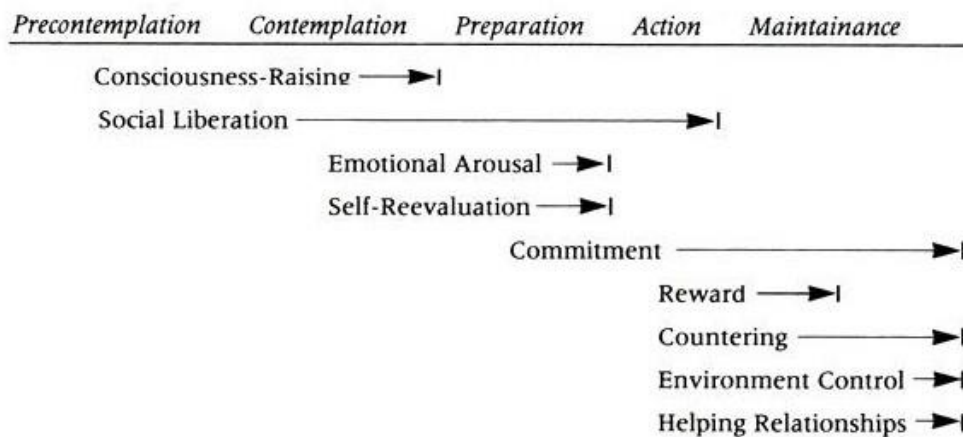 Precontemplation Contemplation Preparation Action Maintainance
Consciousness-Raising
Social Liberation
Emotional Arousal
Self-Reevaluation
Commitment
Reward
Countering
Environment Control
Helping Relationships